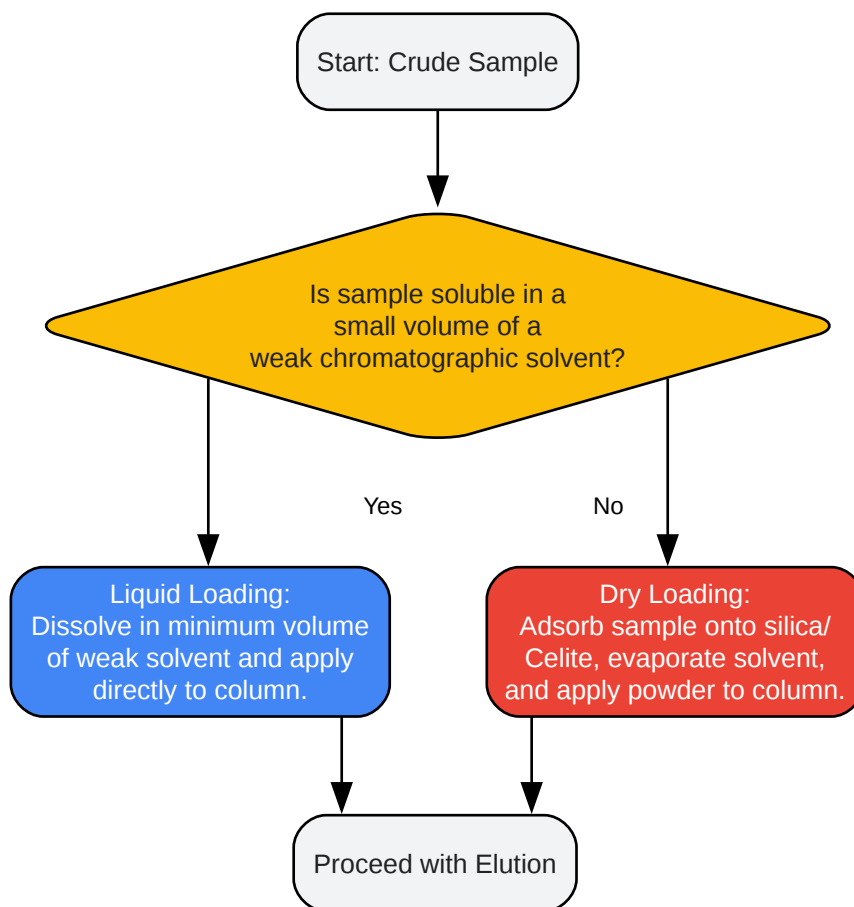 Start: Crude Sample
Is sample soluble in a
small volume of a
weak chromatographic solvent?
Yes
No
Liquid Loading:
Dissolve in minimum volume
of weak solvent and apply
directly to column.
Dry Loading:
Adsorb sample onto silica/
Celite, evaporate solvent,
and apply powder to column.
Proceed with Elution